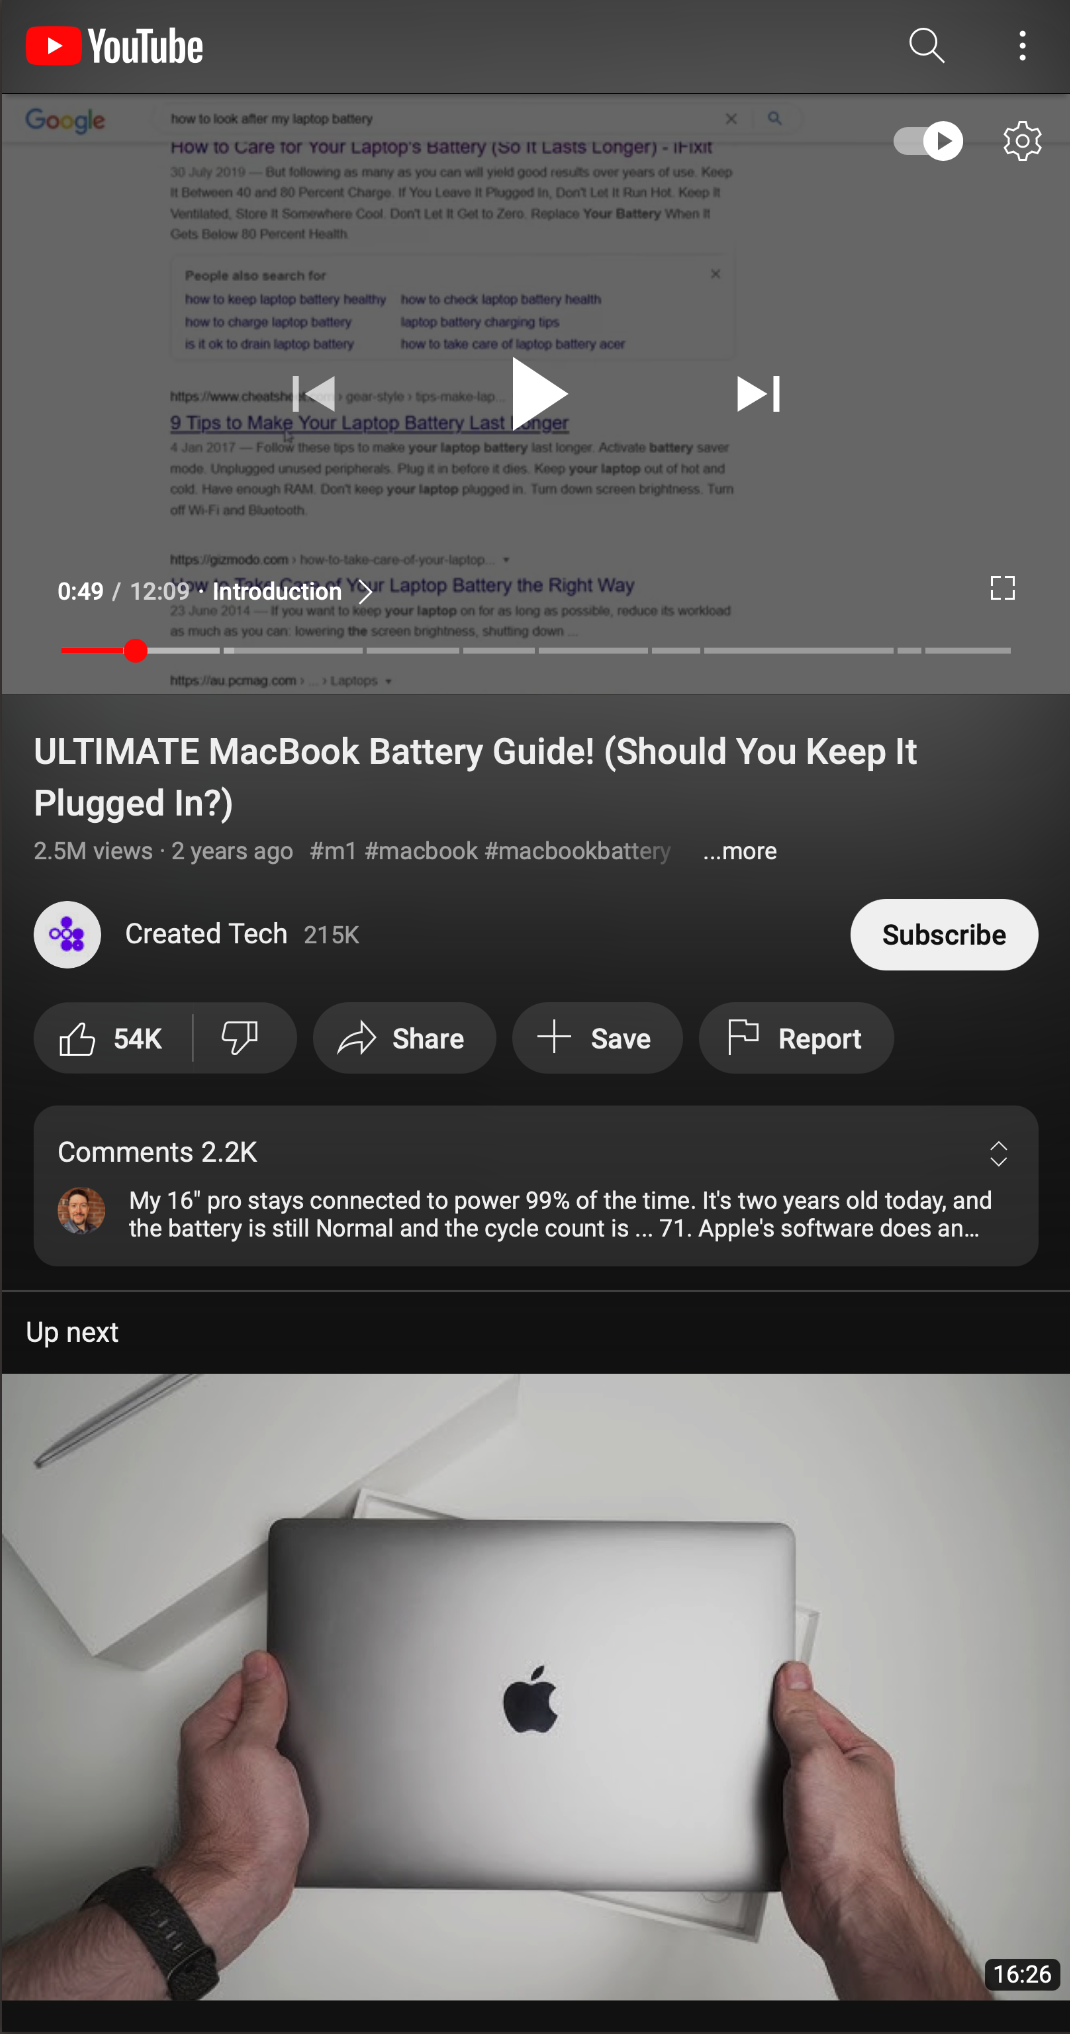 YouTube
Google
how to look after my laptop battery
How to Care for Your Laptop's Battery (So It Lasts Longer) - iFixit
30 July 2019 — But following as many as you can will yield good results over years of use. Keep
It Between 40 and 80 Percent Charge. If You Leave It Plugged In, Don't Let It Run Hot. Keep It
Ventilated, Store It Somewhere Cool. Don't Let It Get to Zero. Replace Your Battery When It
Gets Below 80 Percent Health.
People also search for
how to keep laptop battery healthy how to check laptop battery health
how to charge laptop battery laptop battery charging tips
is it ok to drain laptop battery how to take care of laptop battery acer
https://www.cheatsheet.com › gear-style › tips-make-lap...
9 Tips to Make Your Laptop Battery Last Longer
4 Jan 2017 — Follow these tips to make your laptop battery last longer. Activate battery saver
mode. Unplugged unused peripherals. Plug it in before it dies. Keep your laptop out of hot and
cold. Have enough RAM. Don't keep your laptop plugged in. Turn down screen brightness. Turn
off Wi-Fi and Bluetooth.
https://gizmodo.com › how-to-take-care-of-your-laptop...
How to Take Care of Your Laptop Battery the Right Way
0:49 / 12:09 · Introduction
23 June 2014 — If you want to keep your laptop on for as long as possible, reduce its workload
as much as you can: lowering the screen brightness, shutting down ...
https://au.pcmag.com › ... › Laptops
ULTIMATE MacBook Battery Guide! (Should You Keep It
Plugged In?)
2.5M views · 2 years ago #m1 #macbook #macbookbattery ...more
Created Tech 215K
Subscribe
54K
Share
Save
Report
Comments 2.2K
My 16" pro stays connected to power 99% of the time. It's two years old today, and
the battery is still Normal and the cycle count is ... 71. Apple's software does an...
Up next
16:26